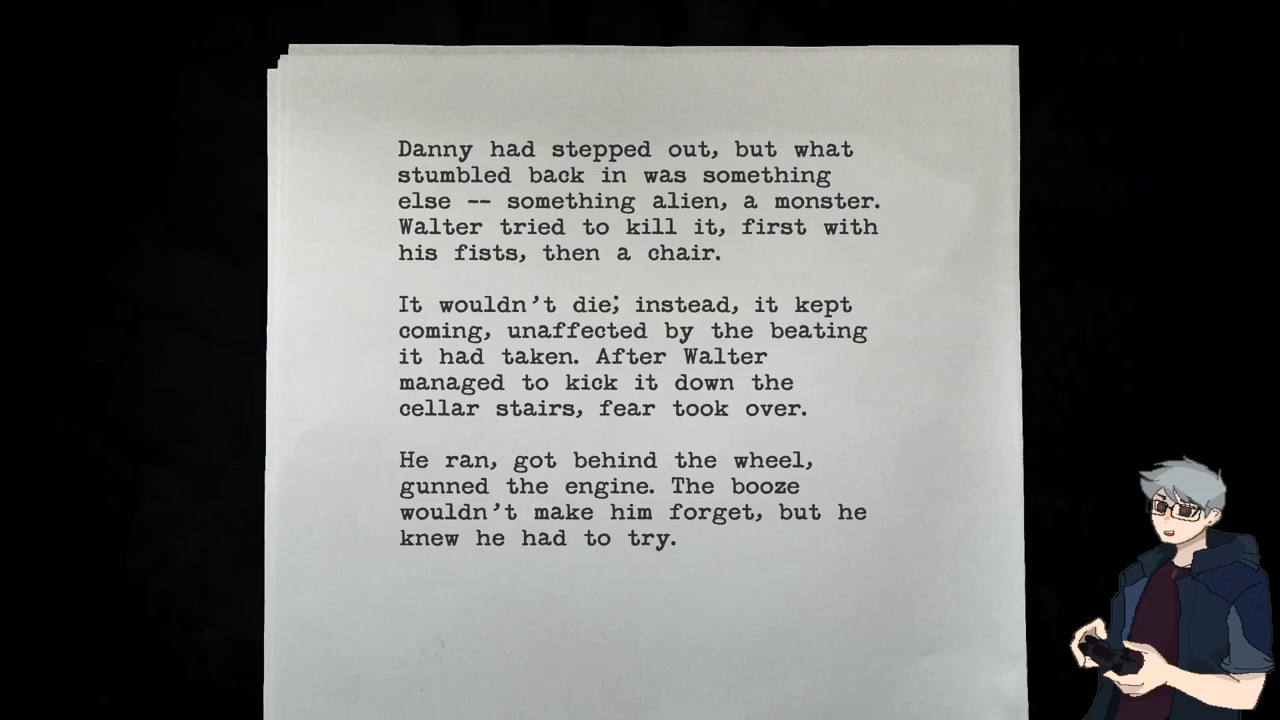 Danny had stepped out, but what
stumbled back in was something
else -- something alien, a monster.
Walter tried to kill it, first with
his fists, then a chair.
It wouldn't die; instead, it kept
coming, unaffected by the beating
it had taken. After Walter
managed to kick it down the
cellar stairs, fear took over.
He ran, got behind the wheel,
gunned the engine. The booze
wouldn't make him forget, but he
knew he had to try.